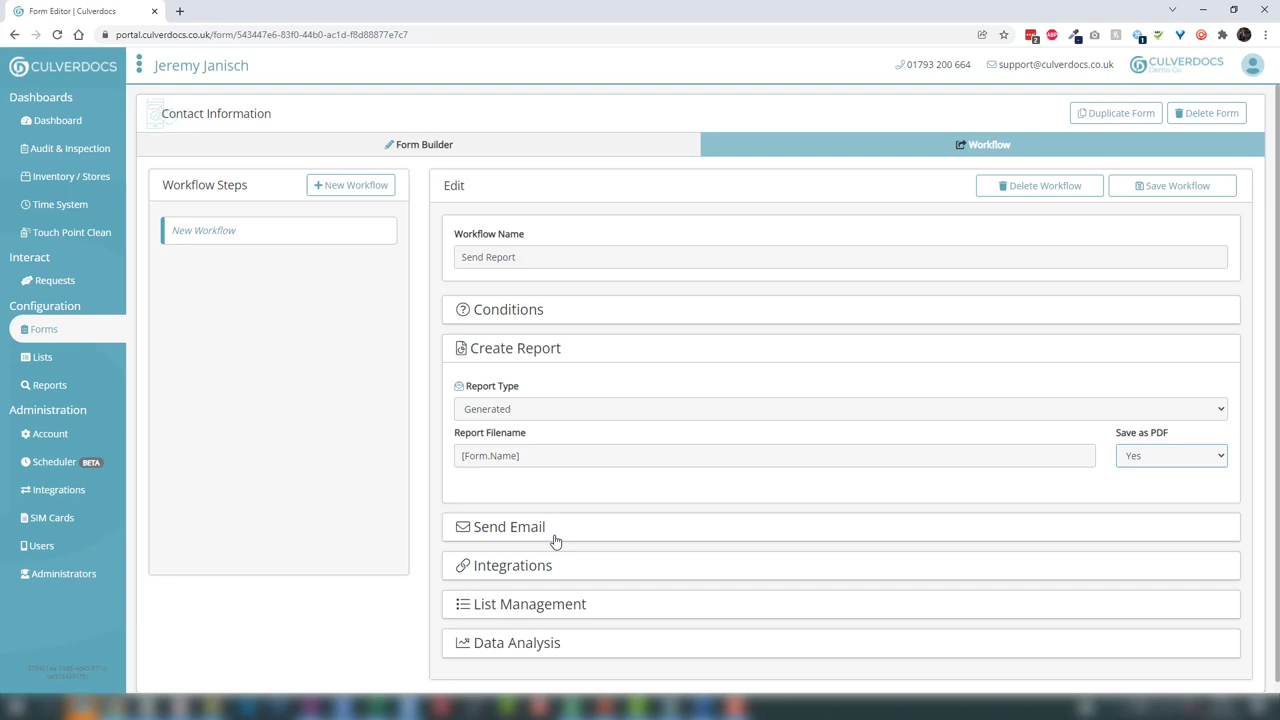 Form Editor | Culverdocs
portal.culverdocs.co.uk/form/543447e6-83f0-44b0-ac1d-f8d88877e7c7
CULVERDOCS
Jeremy Janisch
01793 200 664
support@culverdocs.co.uk
CULVERDOCS
Demo Co
Dashboards
Dashboard
Audit & Inspection
Inventory / Stores
Time System
Touch Point Clean
Interact
Requests
Configuration
Forms
Lists
Reports
Administration
Account
Scheduler BETA
Integrations
SIM Cards
Users
Administrators
Contact Information
Duplicate Form
Delete Form
Form Builder
Workflow
Workflow Steps
New Workflow
New Workflow
Edit
Delete Workflow
Save Workflow
Workflow Name
Send Report
Conditions
Create Report
Report Type
Generated
Report Filename
Save as PDF
[Form.Name]
Yes
Send Email
Integrations
List Management
Data Analysis